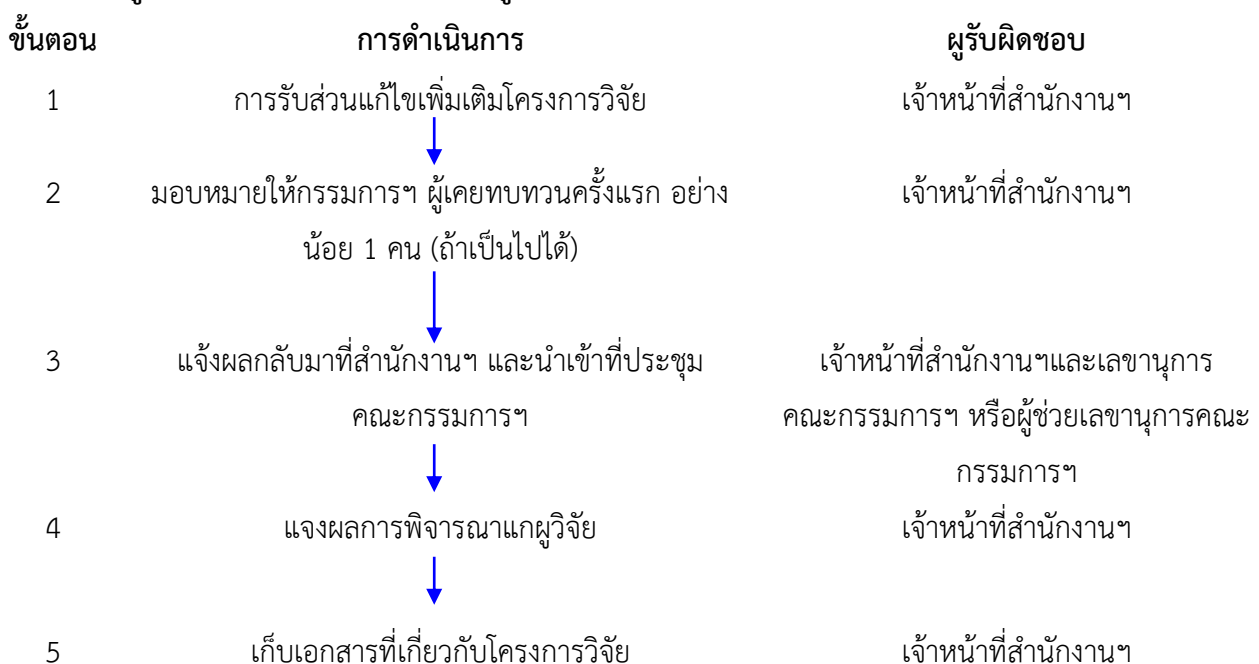 ขั้นตอน การดำเนินการ ผูรับผิดชอบ
1 การรับส่วนแก้ไขเพิ่มเติมโครงการวิจัย เจ้าหน้าที่สำนักงานฯ
2 มอบหมายให้กรรมการฯ ผู้เคยทบทวนครั้งแรก อย่าง เจ้าหน้าที่สำนักงานฯ
น้อย 1 คน (ถ้าเป็นไปได้)
3 แจ้งผลกลับมาที่สำนักงานฯ และนำเข้าที่ประชุม เจ้าหน้าที่สำนักงานฯและเลขานุการ
คณะกรรมการฯ คณะกรรมการฯ หรือผู้ช่วยเลขานุการคณะ
กรรมการฯ
4 แจงผลการพิจารณาแกผูวิจัย เจ้าหน้าที่สำนักงานฯ
5 เก็บเอกสารที่เกี่ยวกับโครงการวิจัย เจ้าหน้าที่สำนักงานฯ